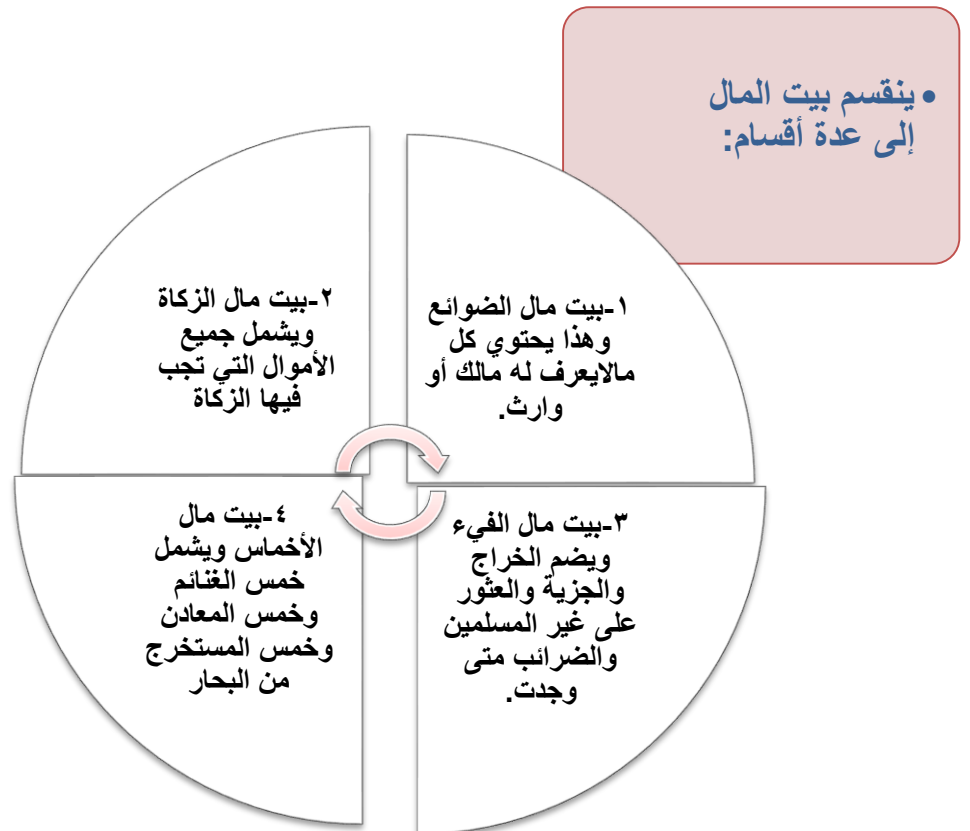 • ينقسم بيت المال
إلى عدة أقسام:
١-بيت مال الضوائع
وهذا يحتوي كل
مالايعرف له مالك أو
وارث.
٢-بيت مال الزكاة
ويشمل جميع
الأموال التي تجب
فيها الزكاة
٣-بيت مال الفيء
ويضم الخراج
والجزية والعثور
على غير المسلمين
والضرائب متى
وجدت.
٤-بيت مال
الأخماس ويشمل
خمس الغنائم
وخمس المعادن
وخمس المستخرج
من البحار